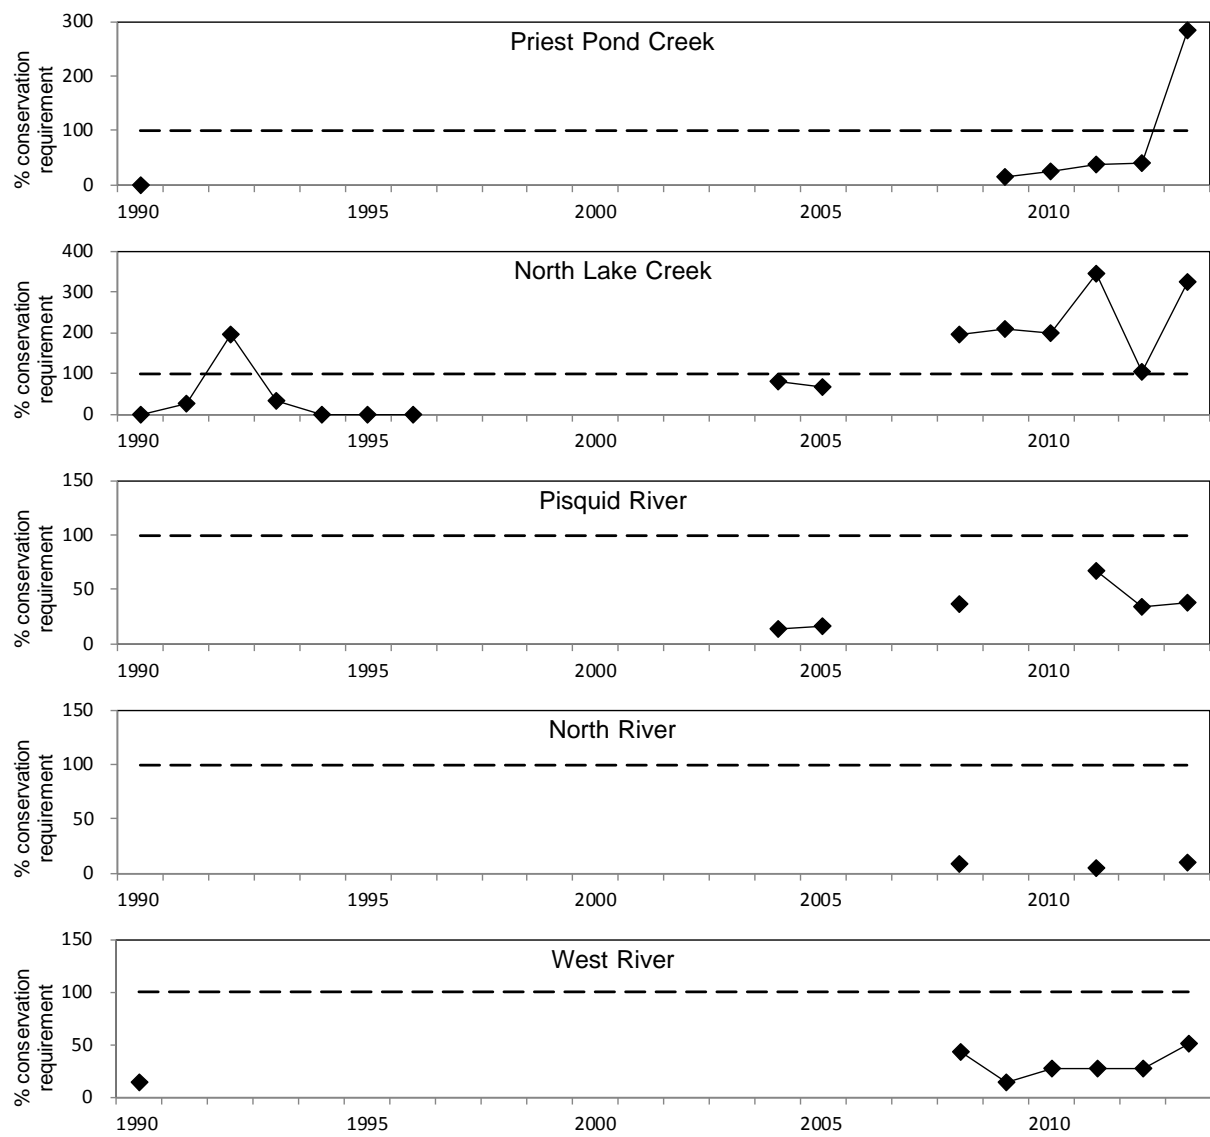 Priest Pond Creek
% conservation
requirement
300
200
100
0
1990 1995 2000 2005 2010
North Lake Creek
% conservation
requirement
400
300
200
100
0
1990 1995 2000 2005 2010
Pisquid River
% conservation
requirement
150
100
50
0
1990 1995 2000 2005 2010
North River
% conservation
requirement
150
100
50
0
1990 1995 2000 2005 2010
West River
% conservation
requirement
150
100
50
0
1990 1995 2000 2005 2010